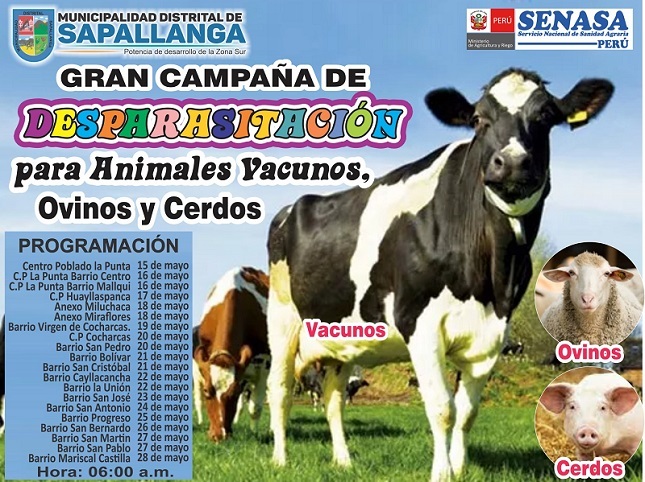 MUNICIPALIDAD DISTRITAL DE
SAPALLANGA
Potencia de desarrollo de la Zona Sur
PERÚ
Ministerio
de Agricultura y Riego
SENASA
Servicio Nacional de Sanidad Agraria
PERÚ
GRAN CAMPAÑA DE
DESPARASITACIÓN
para Animales Vacunos,
Ovinos y Cerdos
PROGRAMACIÓN
Centro Poblado la Punta 15 de mayo
C.P La Punta Barrio Centro 16 de mayo
C.P La Punta Barrio Mallqui 16 de mayo
C.P Huayllaspanca 17 de mayo
Anexo Miluchaca 18 de mayo
Anexo Miraflores 18 de mayo
Barrio Virgen de Cocharcas. 19 de mayo
C.P Cocharcas 20 de mayo
Barrio San Pedro 20 de mayo
Barrio Bolívar 21 de mayo
Barrio San Cristóbal 21 de mayo
Barrio Cayllacancha 22 de mayo
Barrio la Unión 22 de mayo
Barrio San José 23 de mayo
Barrio San Antonio 24 de mayo
Barrio Progreso 25 de mayo
Barrio San Bernardo 26 de mayo
Barrio San Martin 27 de mayo
Barrio San Pablo 27 de mayo
Barrio Mariscal Castilla 28 de mayo
Hora: 06:00 a.m.
Vacunos
Ovinos
Cerdos